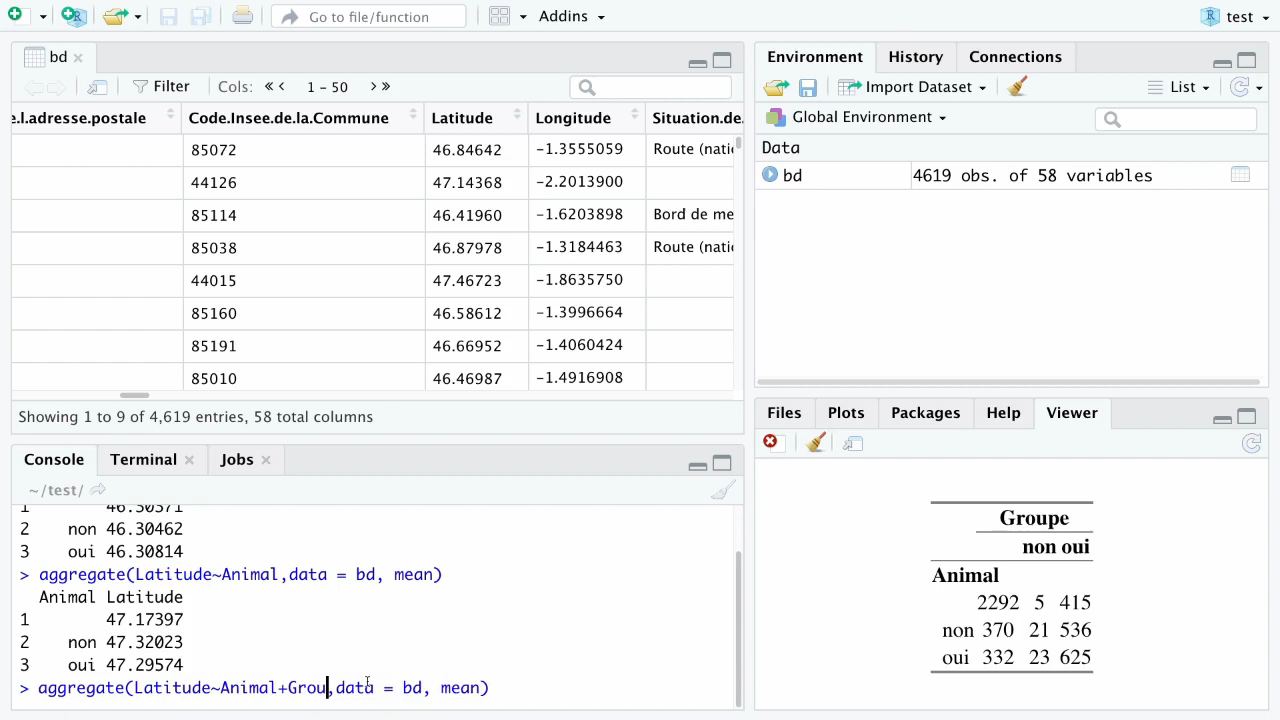 Go to file/function
Addins
test
bd
Filter
Cols:
1 – 50
e.l.adresse.postale Code.Insee.de.la.Commune Latitude Longitude Situation.de.
85072 46.84642 −1.3555059 Route (natio
44126 47.14368 −2.2013900
85114 46.41960 −1.6203898 Bord de me
85038 46.87978 −1.3184463 Route (natio
44015 47.46723 −1.8635750
85160 46.58612 −1.3996664
85191 46.66952 −1.4060424
85010 46.46987 −1.4916908
Showing 1 to 9 of 4,619 entries, 58 total columns
Console Terminal Jobs
~/test/
1 46.30371
2 non 46.30462
3 oui 46.30814
> aggregate(Latitude~Animal,data = bd, mean)
Animal Latitude
1 47.17397
2 non 47.32023
3 oui 47.29574
> aggregate(Latitude~Animal+Grou,data = bd, mean)
Environment History Connections
Import Dataset
List
Global Environment
Data
bd 4619 obs. of 58 variables
Files Plots Packages Help Viewer
Groupe
non oui
Animal
2292 5 415
non 370 21 536
oui 332 23 625